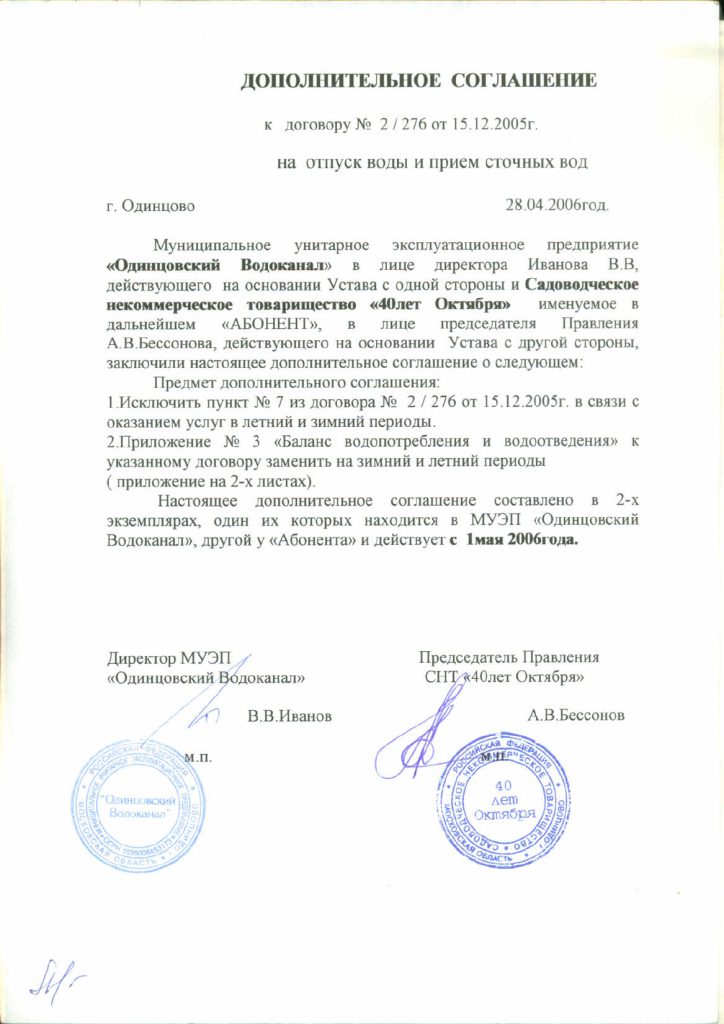 ДОПОЛНИТЕЛЬНОЕ СОГЛАШЕНИЕ
к договору № 2 / 276 от 15.12.2005г.
на отпуск воды и прием сточных вод
г. Одинцово 28.04.2006год.
Муниципальное унитарное эксплуатационное предприятие
«Одинцовский Водоканал» в лице директора Иванова В.В,
действующего на основании Устава с одной стороны и Садоводческое
некоммерческое товарищество «40лет Октября» именуемое в
дальнейшем «АБОНЕНТ», в лице председателя Правления
А.В.Бессонова, действующего на основании Устава с другой стороны,
заключили настоящее дополнительное соглашение о следующем:
Предмет дополнительного соглашения:
1.Исключить пункт № 7 из договора № 2 / 276 от 15.12.2005г. в связи с
оказанием услуг в летний и зимний периоды.
2.Приложение № 3 «Баланс водопотребления и водоотведения» к
указанному договору заменить на зимний и летний периоды
( приложение на 2-х листах).
Настоящее дополнительное соглашение составлено в 2-х
экземплярах, один их которых находится в МУЭП «Одинцовский
Водоканал», другой у «Абонента» и действует с 1мая 2006года.
Директор МУЭП
«Одинцовский Водоканал»
В.В.Иванов
м.п.
Председатель Правления
СНТ «40лет Октября»
А.В.Бессонов
м.п.
РОССИЙСКАЯ ФЕДЕРАЦИЯ
МОСКОВСКАЯ ОБЛАСТЬ * г.ОДИНЦОВО
МУНИЦИПАЛЬНОЕ УНИТАРНОЕ ЭКСПЛУАТАЦИОННОЕ ПРЕДПРИЯТИЕ
"Одинцовский
Водоканал"
РОССИЙСКАЯ ФЕДЕРАЦИЯ
МОСКОВСКАЯ ОБЛАСТЬ * г.ОДИНЦОВО
САДОВОДЧЕСКОЕ НЕКОММЕРЧЕСКОЕ ТОВАРИЩЕСТВО
40
лет
Октября